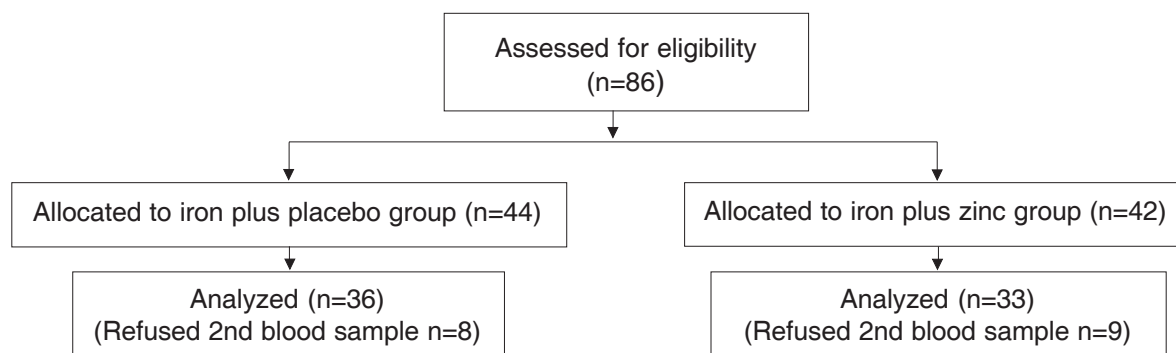 Assessed for eligibility
(n=86)
Allocated to iron plus placebo group (n=44)
Allocated to iron plus zinc group (n=42)
Analyzed (n=36)
(Refused 2nd blood sample n=8)
Analyzed (n=33)
(Refused 2nd blood sample n=9)